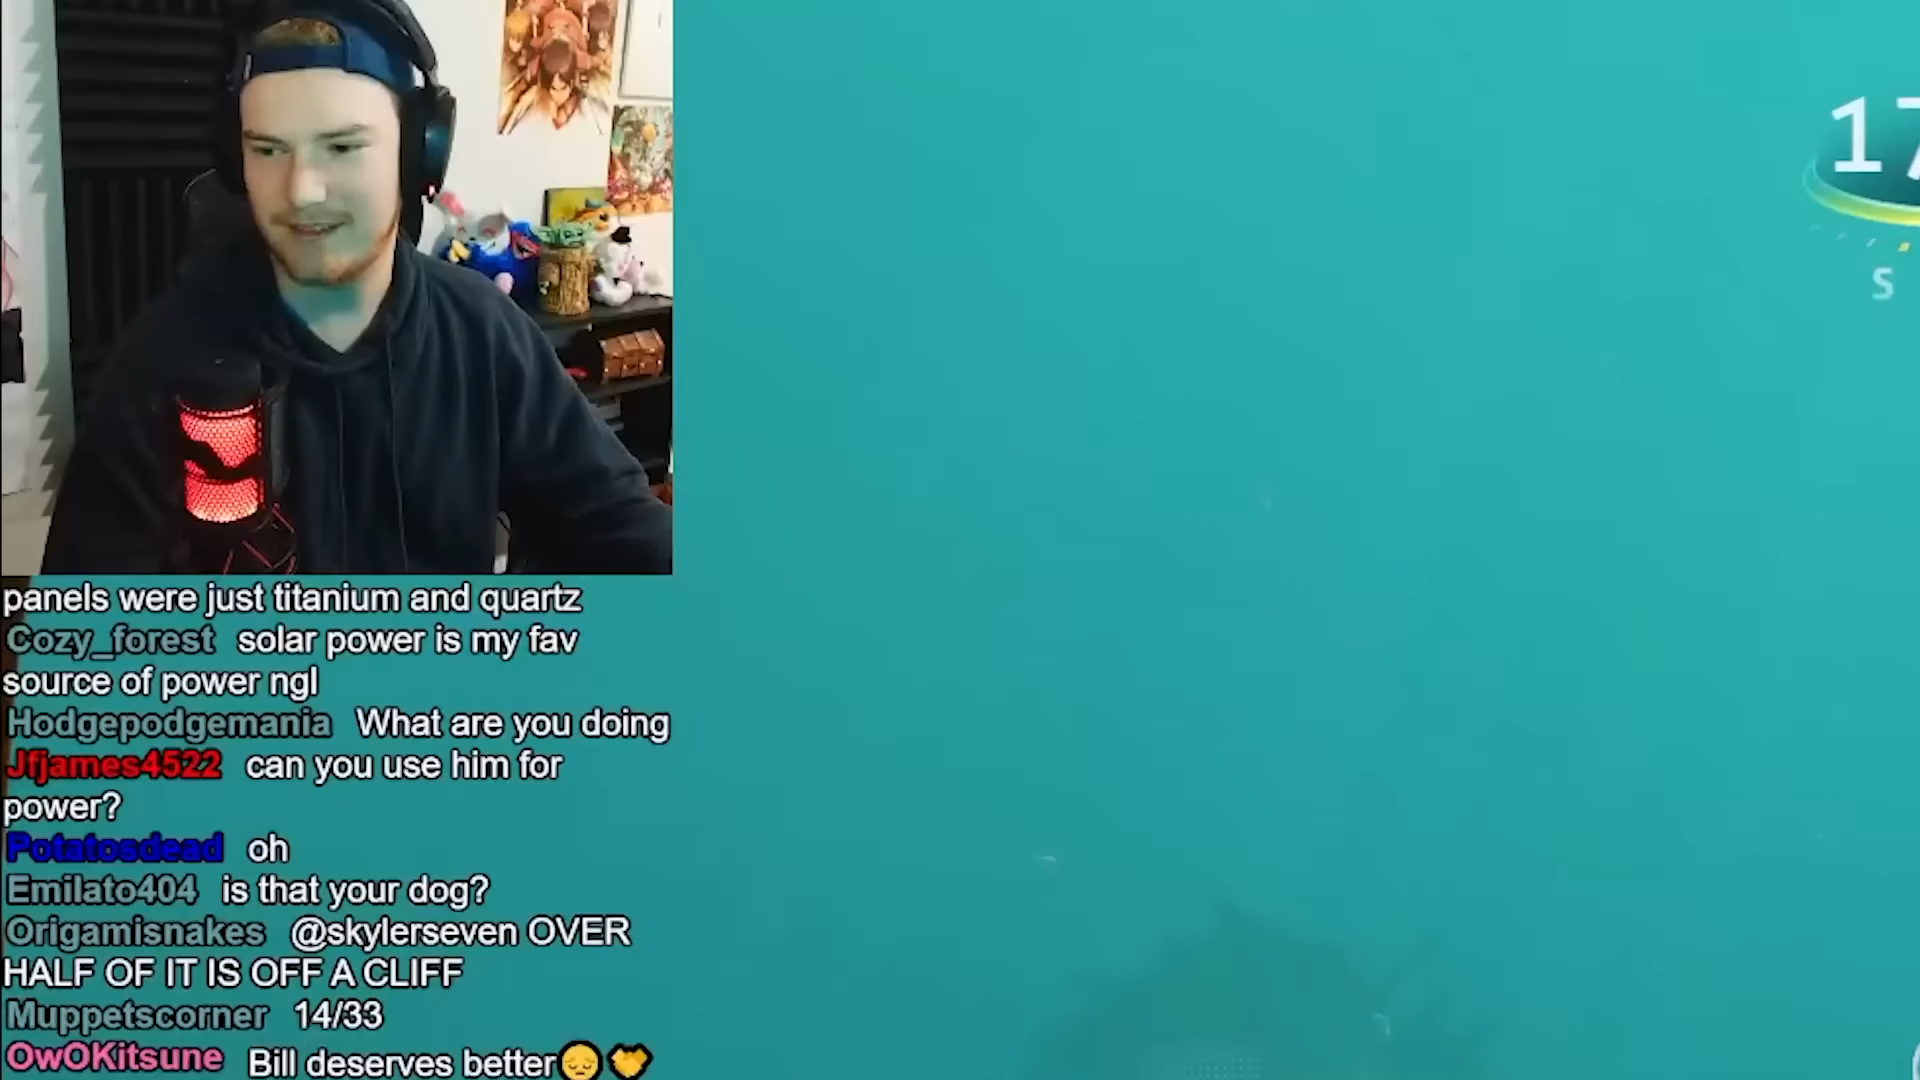 17
S
panels were just titanium and quartz
Cozy_forest solar power is my fav
source of power ngl
Hodgepodgemania What are you doing
Jfjames4522 can you use him for
power?
Potatosdead oh
Emilato404 is that your dog?
Origamisnakes @skylerseven OVER
HALF OF IT IS OFF A CLIFF
Muppetscorner 14/33
OwOKitsune Bill deserves better😔💛